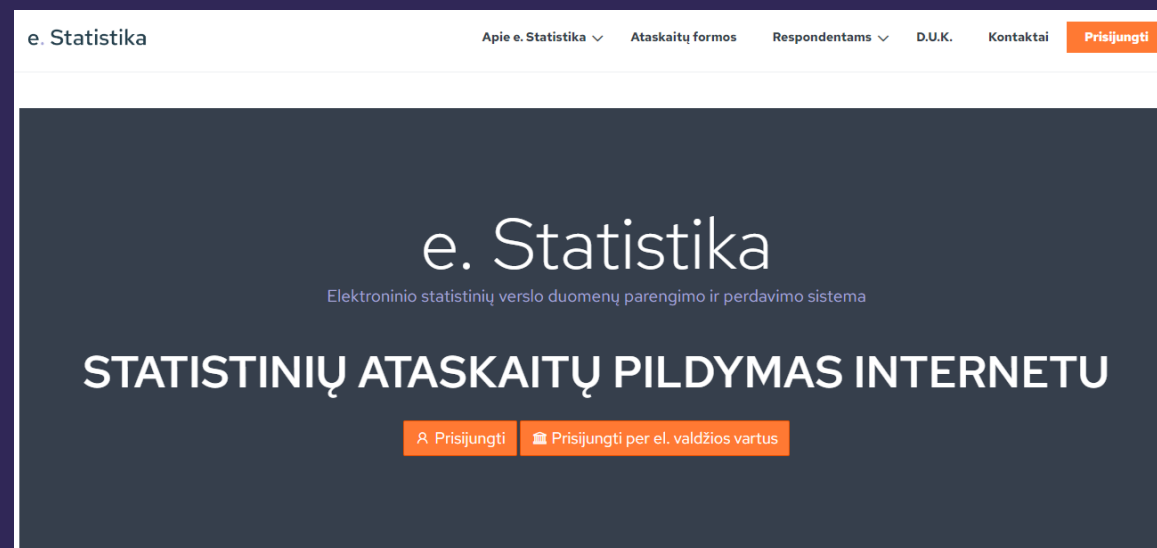 e. Statistika
Apie e. Statistika
Ataskaitų formos
Respondentams
D.U.K.
Kontaktai
Prisijungti
e. Statistika
Elektroninio statistinių verslo duomenų parengimo ir perdavimo sistema
STATISTINIŲ ATASKAITŲ PILDYMAS INTERNETU
Prisijungti
Prisijungti per el. valdžios vartus